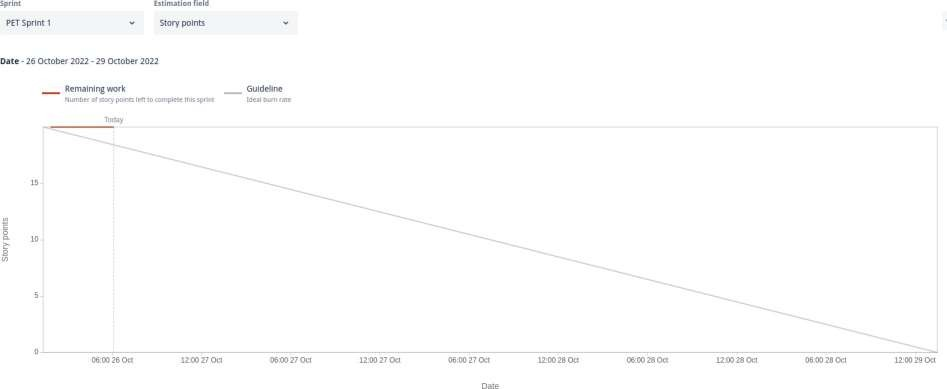 Sprint
Estimation field
PET Sprint 1
Story points
Date - 26 October 2022 - 29 October 2022
Remaining work
Number of story points left to complete this sprint
Guideline
Ideal burn rate
Today
15
10
5
0
Story points
06:00 26 Oct
12:00 27 Oct
06:00 27 Oct
12:00 27 Oct
06:00 27 Oct
12:00 28 Oct
06:00 28 Oct
12:00 28 Oct
06:00 28 Oct
12:00 29 Oct
Date